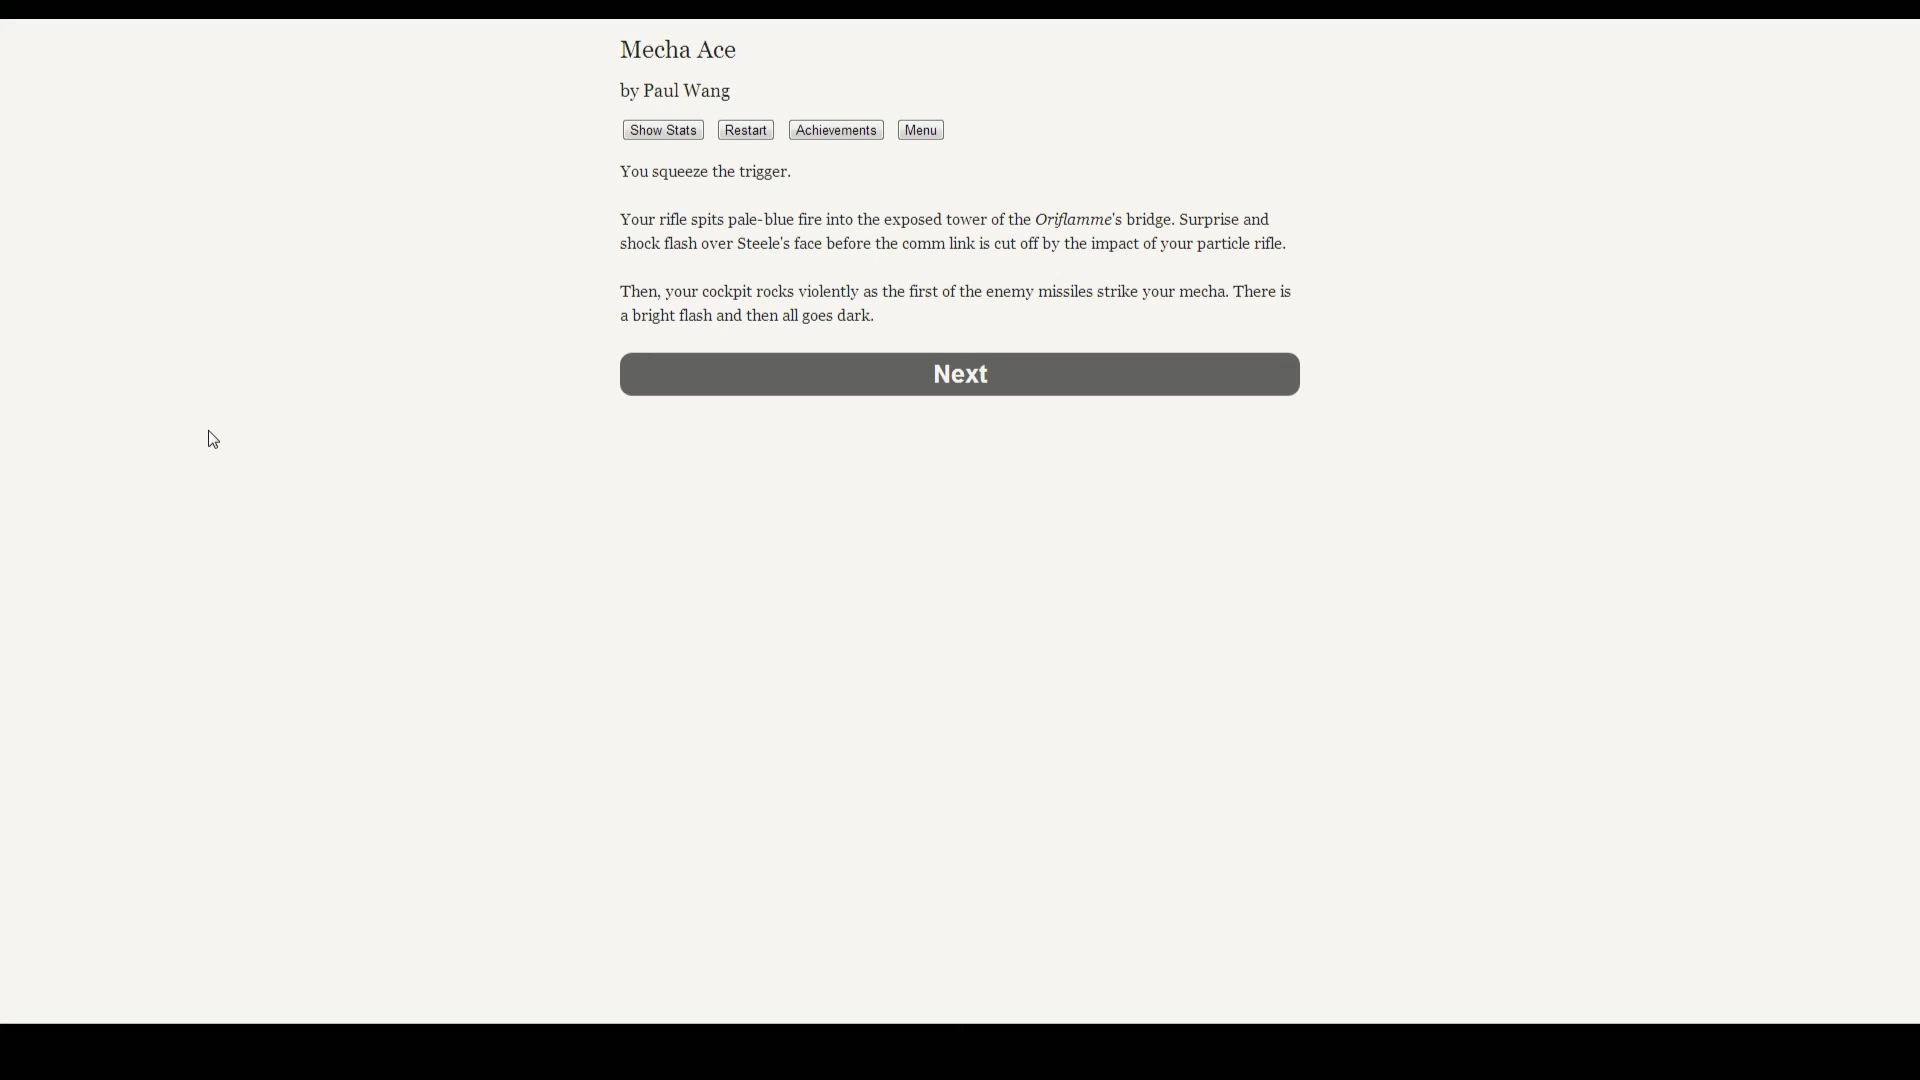 Mecha Ace
by Paul Wang
Show Stats Restart Achievements Menu
You squeeze the trigger.
Your rifle spits pale-blue fire into the exposed tower of the Oriflamme's bridge. Surprise and
shock flash over Steele's face before the comm link is cut off by the impact of your particle rifle.
Then, your cockpit rocks violently as the first of the enemy missiles strike your mecha. There is
a bright flash and then all goes dark.
Next